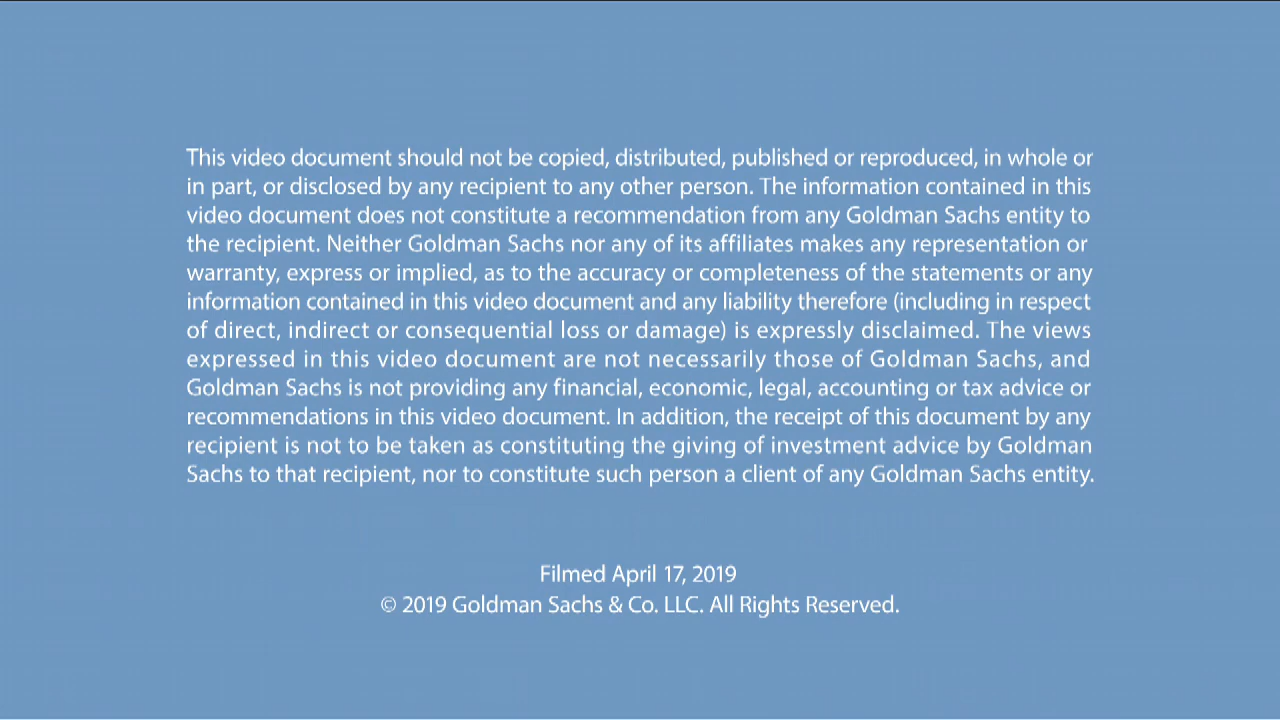 This video document should not be copied, distributed, published or reproduced, in whole or
in part, or disclosed by any recipient to any other person. The information contained in this
video document does not constitute a recommendation from any Goldman Sachs entity to
the recipient. Neither Goldman Sachs nor any of its affiliates makes any representation or
warranty, express or implied, as to the accuracy or completeness of the statements or any
information contained in this video document and any liability therefore (including in respect
of direct, indirect or consequential loss or damage) is expressly disclaimed. The views
expressed in this video document are not necessarily those of Goldman Sachs, and
Goldman Sachs is not providing any financial, economic, legal, accounting or tax advice or
recommendations in this video document. In addition, the receipt of this document by any
recipient is not to be taken as constituting the giving of investment advice by Goldman
Sachs to that recipient, nor to constitute such person a client of any Goldman Sachs entity.
Filmed April 17, 2019
© 2019 Goldman Sachs & Co. LLC. All Rights Reserved.